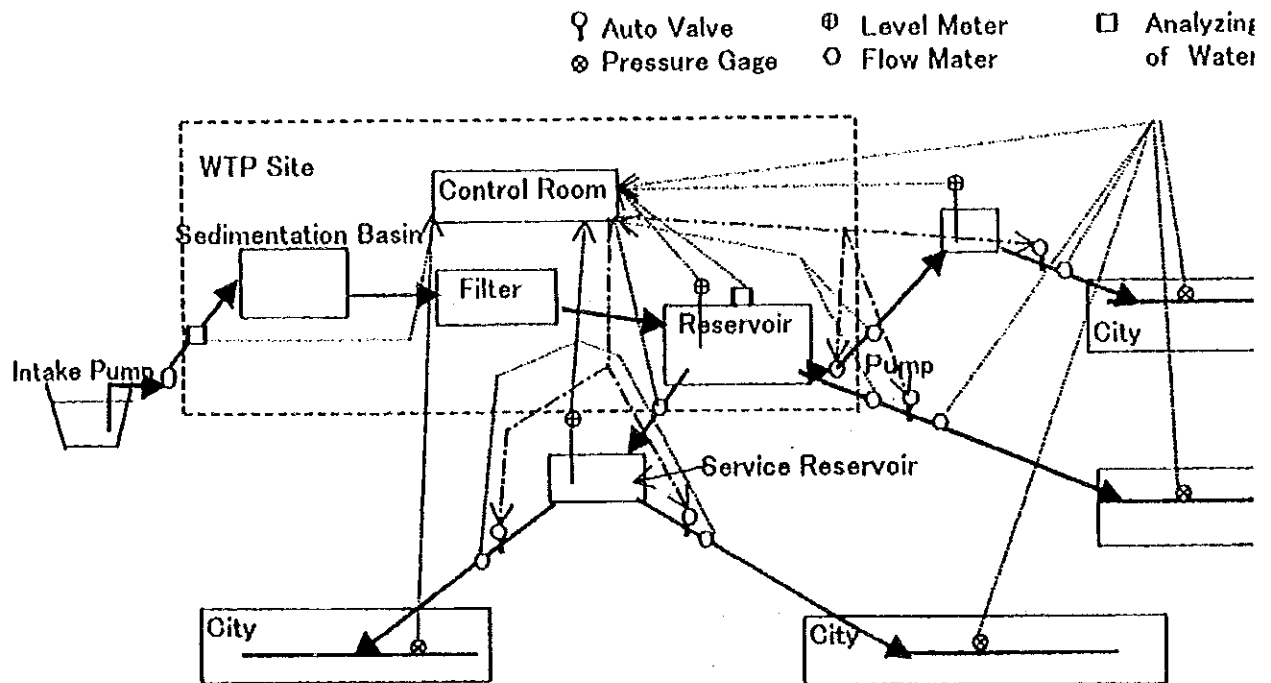 Auto Valve
Level Meter
Analyzing
Pressure Gage
Flow Mater
of Water
WTP Site
Control Room
Sedimentation Basin
Filter
Reservoir
City
Intake Pump
Pump
Service Reservoir
City
City